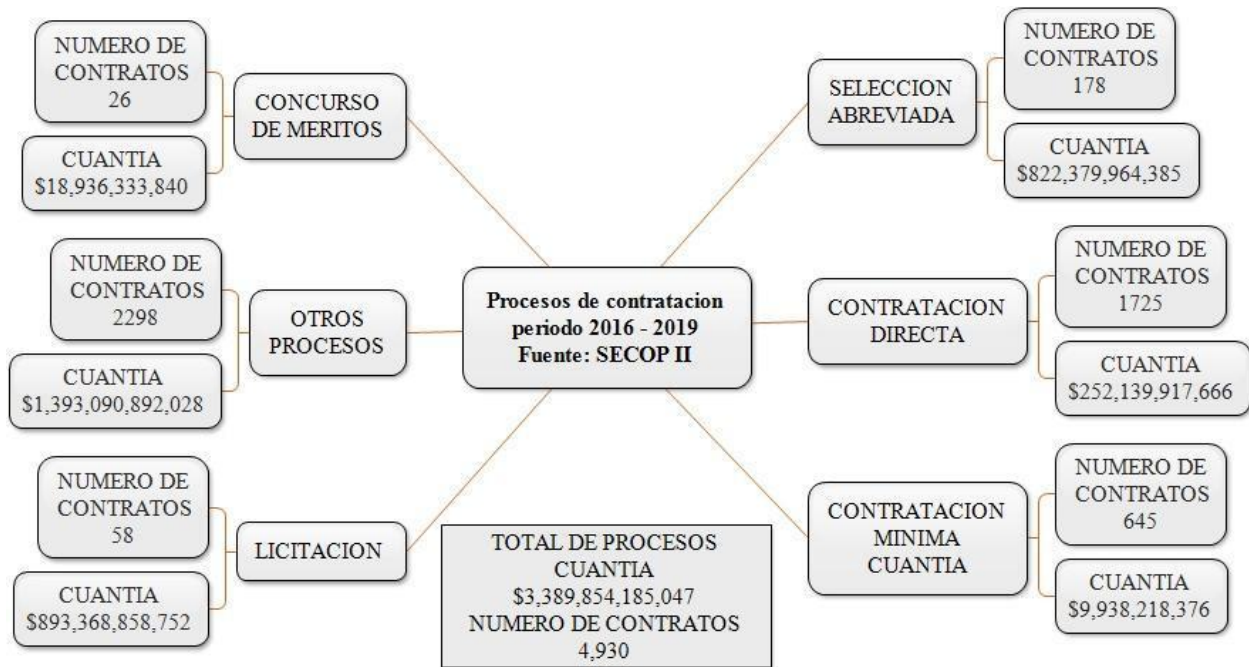 NUMERO DE
CONTRATOS
26
CUANTIA
$18,936,333,840
CONCURSO
DE MERITOS
NUMERO DE
CONTRATOS
2298
CUANTIA
$1,393,090,892,028
OTROS
PROCESOS
NUMERO DE
CONTRATOS
58
CUANTIA
$893,368,858,752
LICITACION
Procesos de contratacion
periodo 2016 - 2019
Fuente: SECOP II
TOTAL DE PROCESOS
CUANTIA
$3,389,854,185,047
NUMERO DE CONTRATOS
4,930
SELECCION
ABREVIADA
NUMERO DE
CONTRATOS
178
CUANTIA
$822,379,964,385
CONTRATACION
DIRECTA
NUMERO DE
CONTRATOS
1725
CUANTIA
$252,139,917,666
CONTRATACION
MINIMA
CUANTIA
NUMERO DE
CONTRATOS
645
CUANTIA
$9,938,218,376